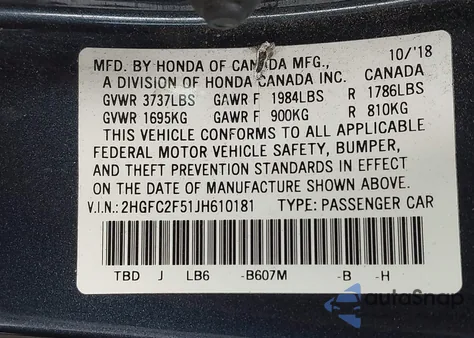 MFD. BY HONDA OF CANADA MFG., 10/'18
A DIVISION OF HONDA CANADA INC. CANADA
GVWR 3737LBS GAWR F 1984LBS R 1786LBS
GVWR 1695KG GAWR F 900KG R 810KG
THIS VEHICLE CONFORMS TO ALL APPLICABLE
FEDERAL MOTOR VEHICLE SAFETY, BUMPER,
AND THEFT PREVENTION STANDARDS IN EFFECT
ON THE DATE OF MANUFACTURE SHOWN ABOVE.
V.I.N.: 2HGFC2F51JH610181 TYPE: PASSENGER CAR
TBD J LB6 -B607M -B -H
autoSnap